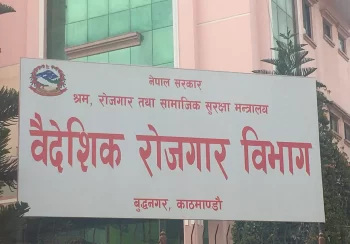 नेपाल सरकार
श्रम, रोजगार तथा सामाजिक सुरक्षा मन्त्रालय
वैदेशिक रोजगार विभाग
बुद्धनगर, काठमाण्डौ